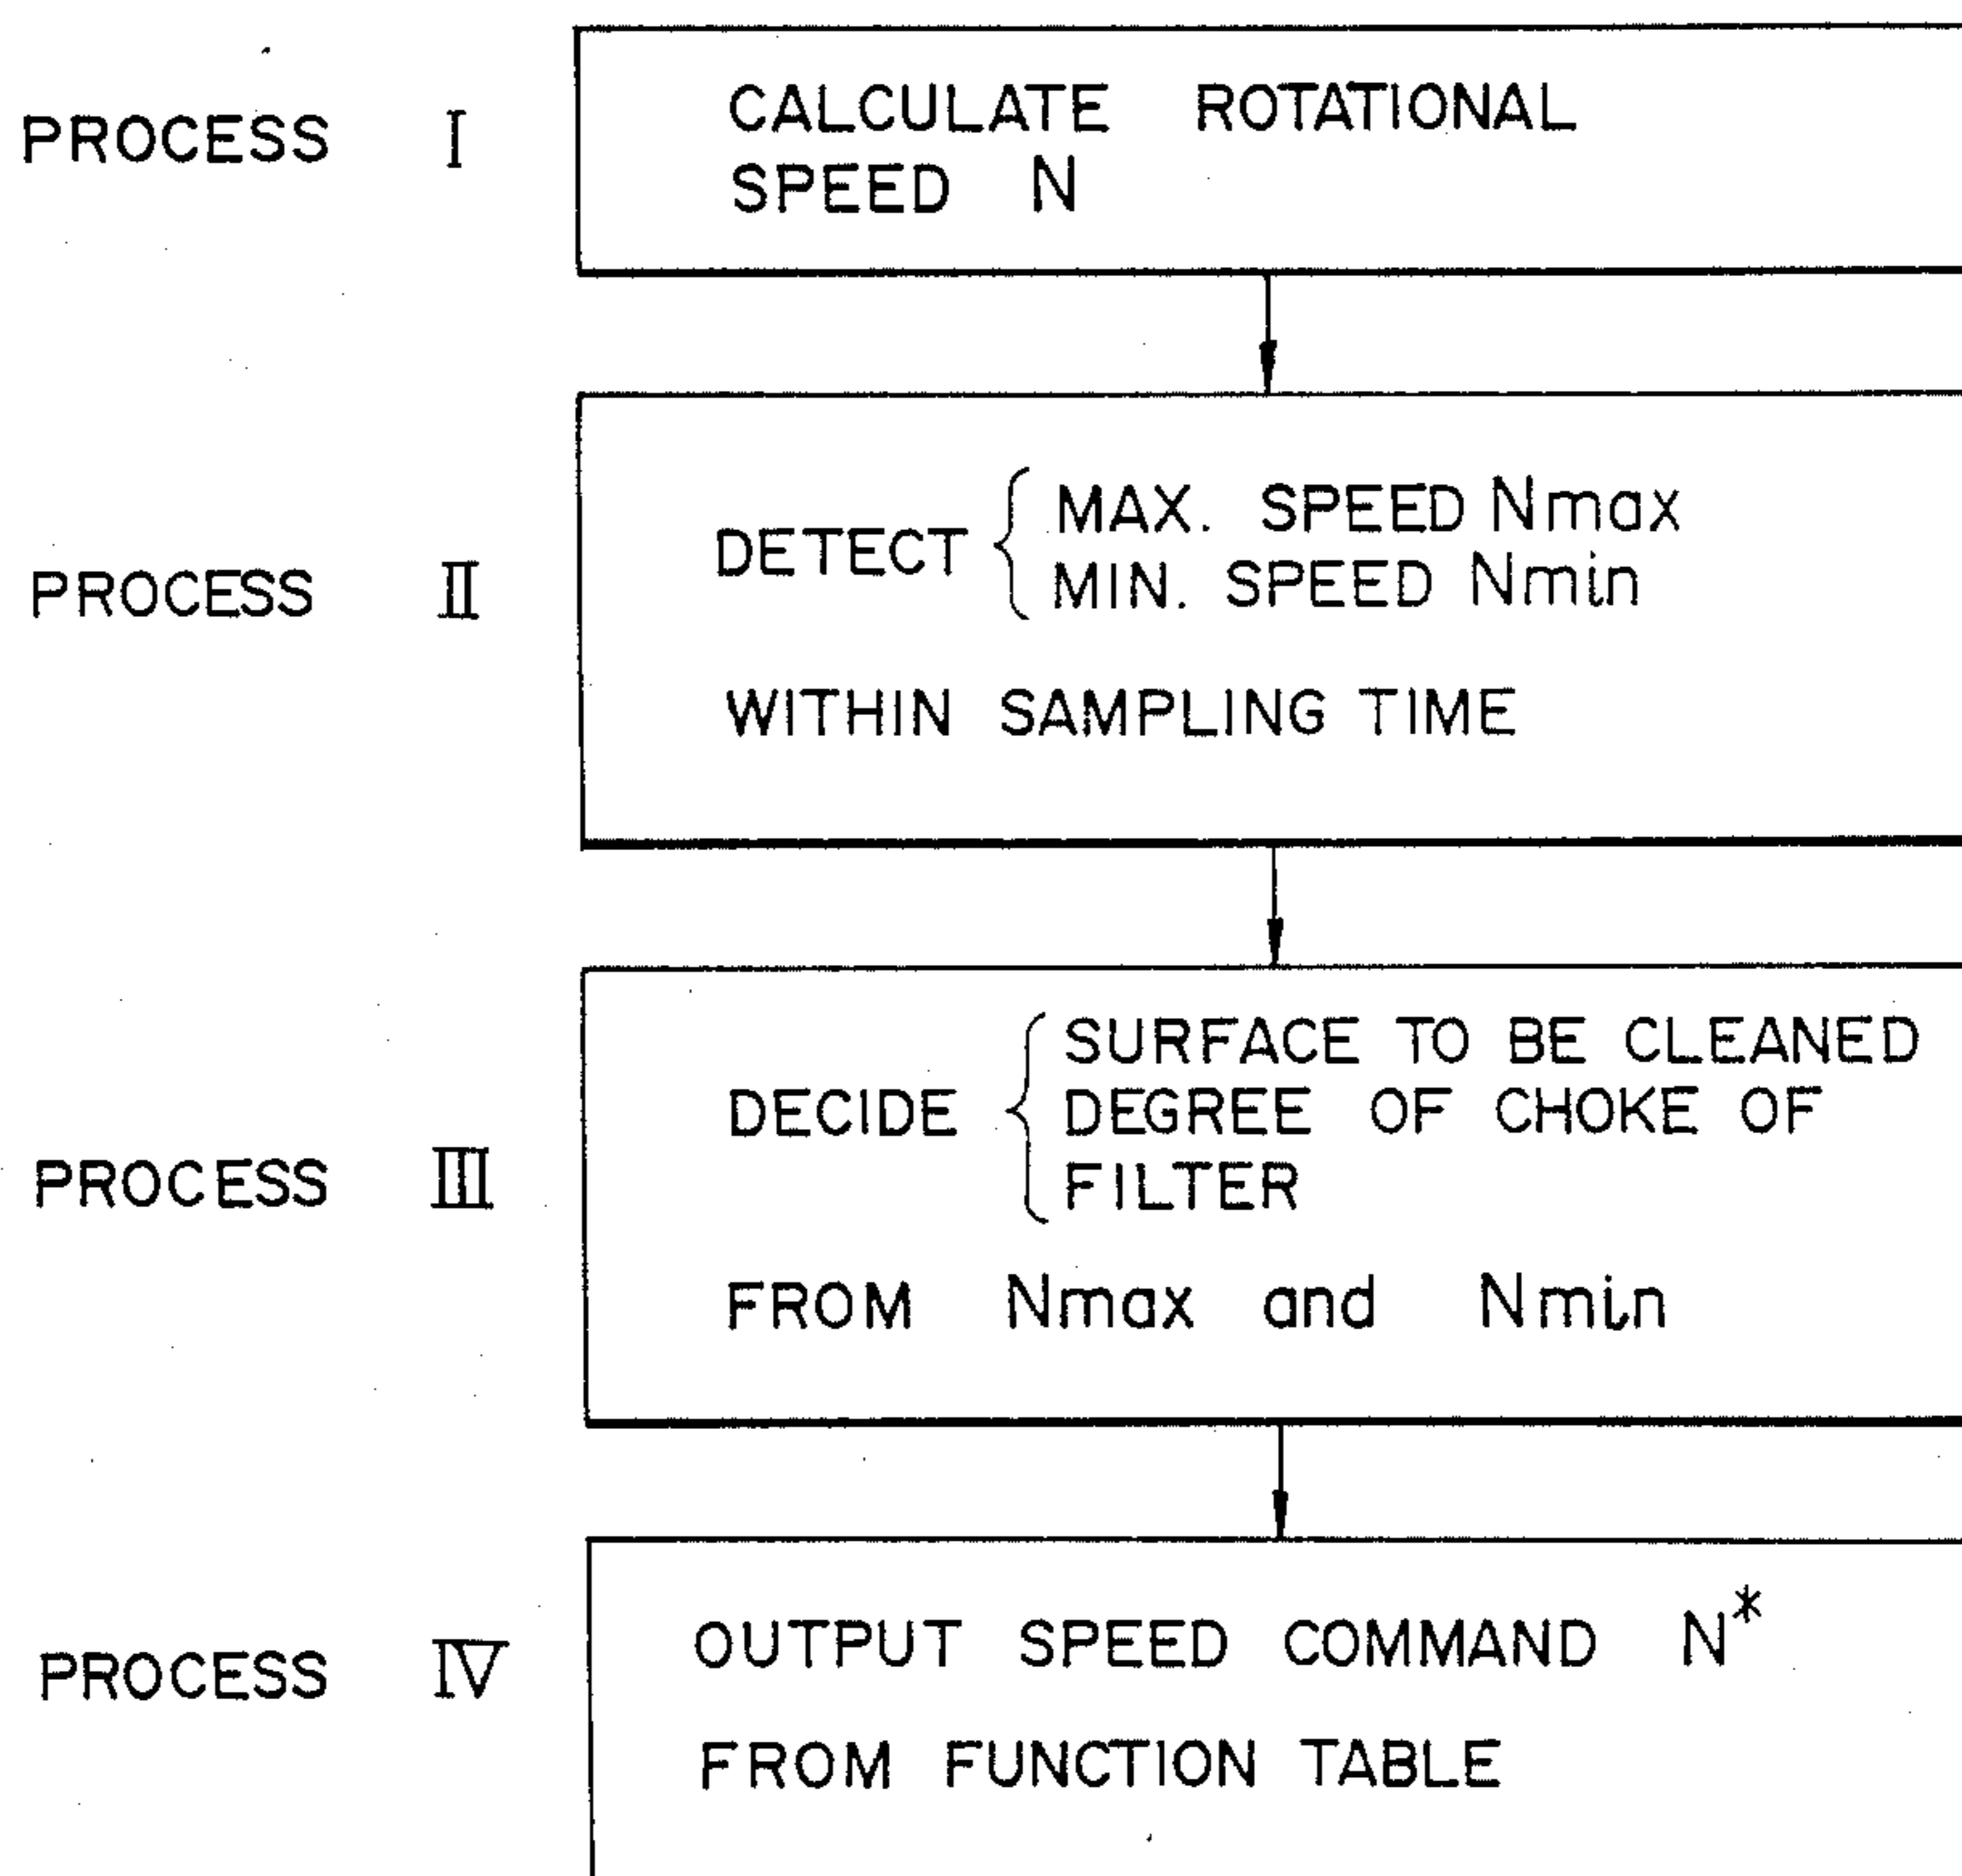 PROCESS I
CALCULATE ROTATIONAL
SPEED N
PROCESS II
DETECT { MAX. SPEED Nmax
MIN. SPEED Nmin
WITHIN SAMPLING TIME
PROCESS III
DECIDE { SURFACE TO BE CLEANED
DEGREE OF CHOKE OF
FILTER
FROM Nmax and Nmin
PROCESS IV
OUTPUT SPEED COMMAND N*
FROM FUNCTION TABLE